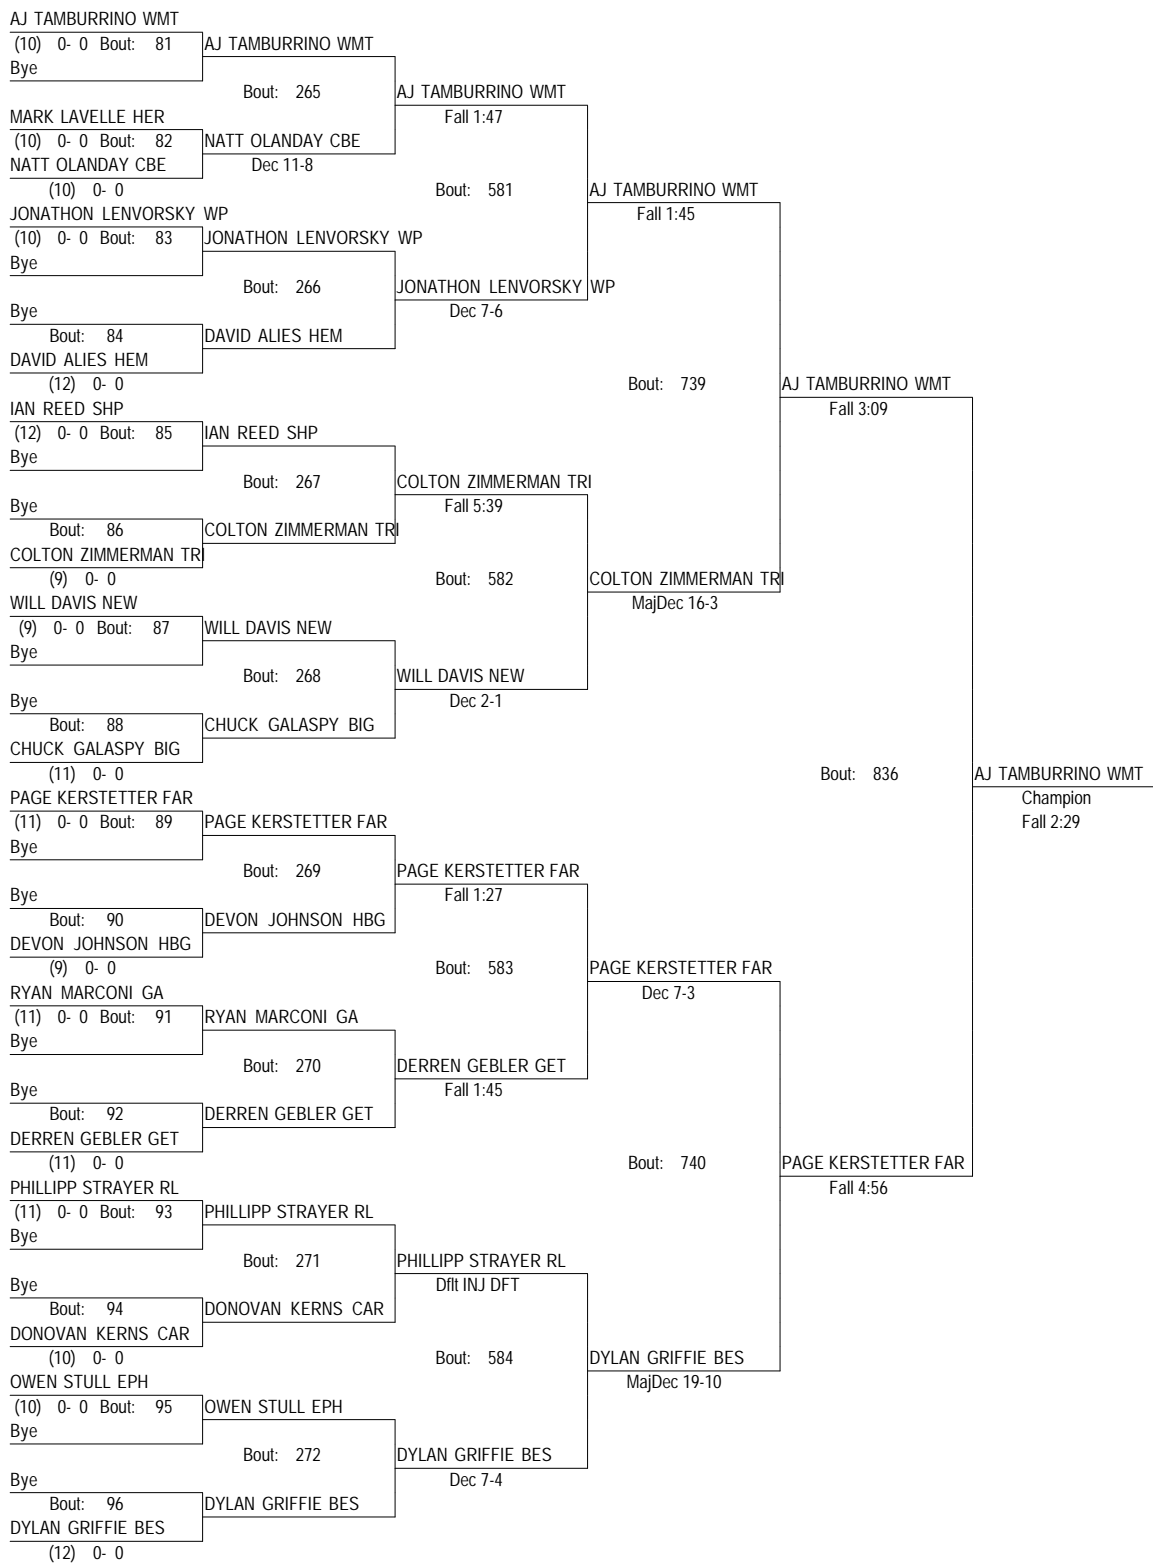 AJ TAMBURRINO WMT
(10) 0- 0 Bout: 81 AJ TAMBURRINO WMT
Bye
Bout: 265 AJ TAMBURRINO WMT
MARK LAVELLE HER Fall 1:47
(10) 0- 0 Bout: 82 NATT OLANDAY CBE
NATT OLANDAY CBE Dec 11-8
(10) 0- 0 Bout: 581 AJ TAMBURRINO WMT
JONATHON LENVORSKY WP Fall 1:45
(10) 0- 0 Bout: 83 JONATHON LENVORSKY WP
Bye
Bout: 266 JONATHON LENVORSKY WP
Bye Dec 7-6
Bout: 84 DAVID ALIES HEM
DAVID ALIES HEM
(12) 0- 0 Bout: 739 AJ TAMBURRINO WMT
IAN REED SHP Fall 3:09
(12) 0- 0 Bout: 85 IAN REED SHP
Bye
Bout: 267 COLTON ZIMMERMAN TRI
Bye Fall 5:39
Bout: 86 COLTON ZIMMERMAN TRI
COLTON ZIMMERMAN TRI
(9) 0- 0 Bout: 582 COLTON ZIMMERMAN TRI
WILL DAVIS NEW MajDec 16-3
(9) 0- 0 Bout: 87 WILL DAVIS NEW
Bye
Bout: 268 WILL DAVIS NEW
Bye Dec 2-1
Bout: 88 CHUCK GALASPY BIG
CHUCK GALASPY BIG
(11) 0- 0 Bout: 836 AJ TAMBURRINO WMT
PAGE KERSTETTER FAR Champion
(11) 0- 0 Bout: 89 PAGE KERSTETTER FAR Fall 2:29
Bye
Bout: 269 PAGE KERSTETTER FAR
Bye Fall 1:27
Bout: 90 DEVON JOHNSON HBG
DEVON JOHNSON HBG
(9) 0- 0 Bout: 583 PAGE KERSTETTER FAR
RYAN MARCONI GA Dec 7-3
(11) 0- 0 Bout: 91 RYAN MARCONI GA
Bye
Bout: 270 DERREN GEBLER GET
Bye Fall 1:45
Bout: 92 DERREN GEBLER GET
DERREN GEBLER GET
(11) 0- 0 Bout: 740 PAGE KERSTETTER FAR
PHILLIPP STRAYER RL Fall 4:56
(11) 0- 0 Bout: 93 PHILLIPP STRAYER RL
Bye
Bout: 271 PHILLIPP STRAYER RL
Bye Dflt INJ DFT
Bout: 94 DONOVAN KERNS CAR
DONOVAN KERNS CAR
(10) 0- 0 Bout: 584 DYLAN GRIFFIE BES
OWEN STULL EPH MajDec 19-10
(10) 0- 0 Bout: 95 OWEN STULL EPH
Bye
Bout: 272 DYLAN GRIFFIE BES
Bye Dec 7-4
Bout: 96 DYLAN GRIFFIE BES
DYLAN GRIFFIE BES
(12) 0- 0